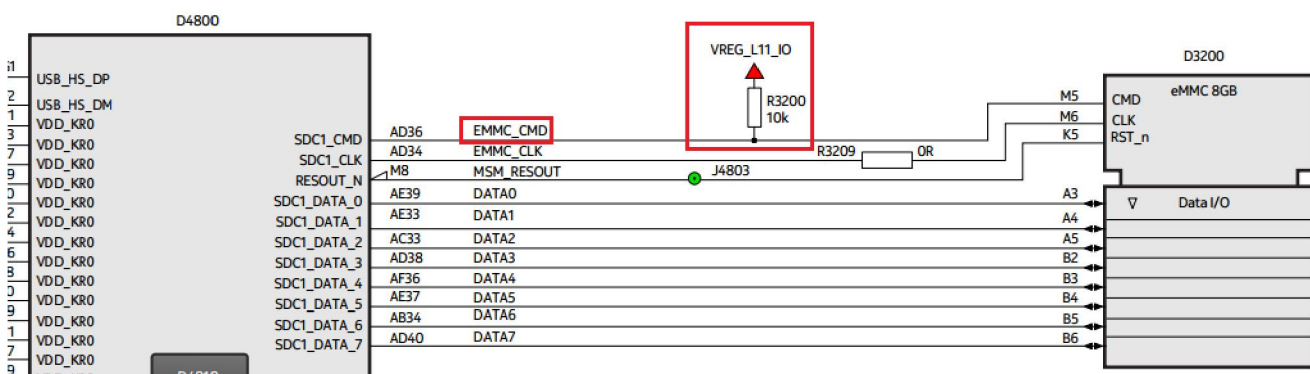 D4800
USB_HS_DP
USB_HS_DM
VDD_KR0
VDD_KR0
VDD_KR0
VDD_KR0
VDD_KR0
VDD_KR0
VDD_KR0
VDD_KR0
VDD_KR0
VDD_KR0
VDD_KR0
VDD_KR0
VDD_KR0
SDC1_CMD AD36 EMMC_CMD
SDC1_CLK AD34 EMMC_CLK
RESOUT_N M8 MSM_RESOUT J4803
SDC1_DATA_0 AE39 DATA0
SDC1_DATA_1 AE33 DATA1
SDC1_DATA_2 AC33 DATA2
SDC1_DATA_3 AD38 DATA3
SDC1_DATA_4 AF36 DATA4
SDC1_DATA_5 AE37 DATA5
SDC1_DATA_6 AB34 DATA6
SDC1_DATA_7 AD40 DATA7
VREG_L11_IO
R3200
10k
R3209 0R
D3200
eMMC 8GB
M5 CMD
M6 CLK
K5 RST_n
A3 Data I/O
A4
A5
B2
B3
B4
B5
B6